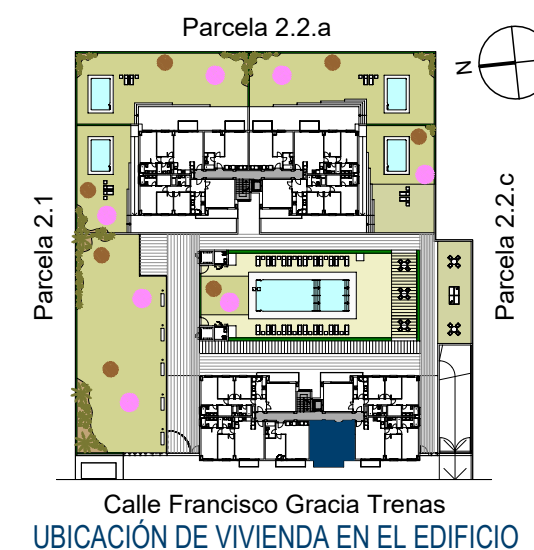 Parcela 2.2.a
N
Parcela 2.1
Parcela 2.2.c
Calle Francisco Gracia Trenas
UBICACIÓN DE VIVIENDA EN EL EDIFICIO